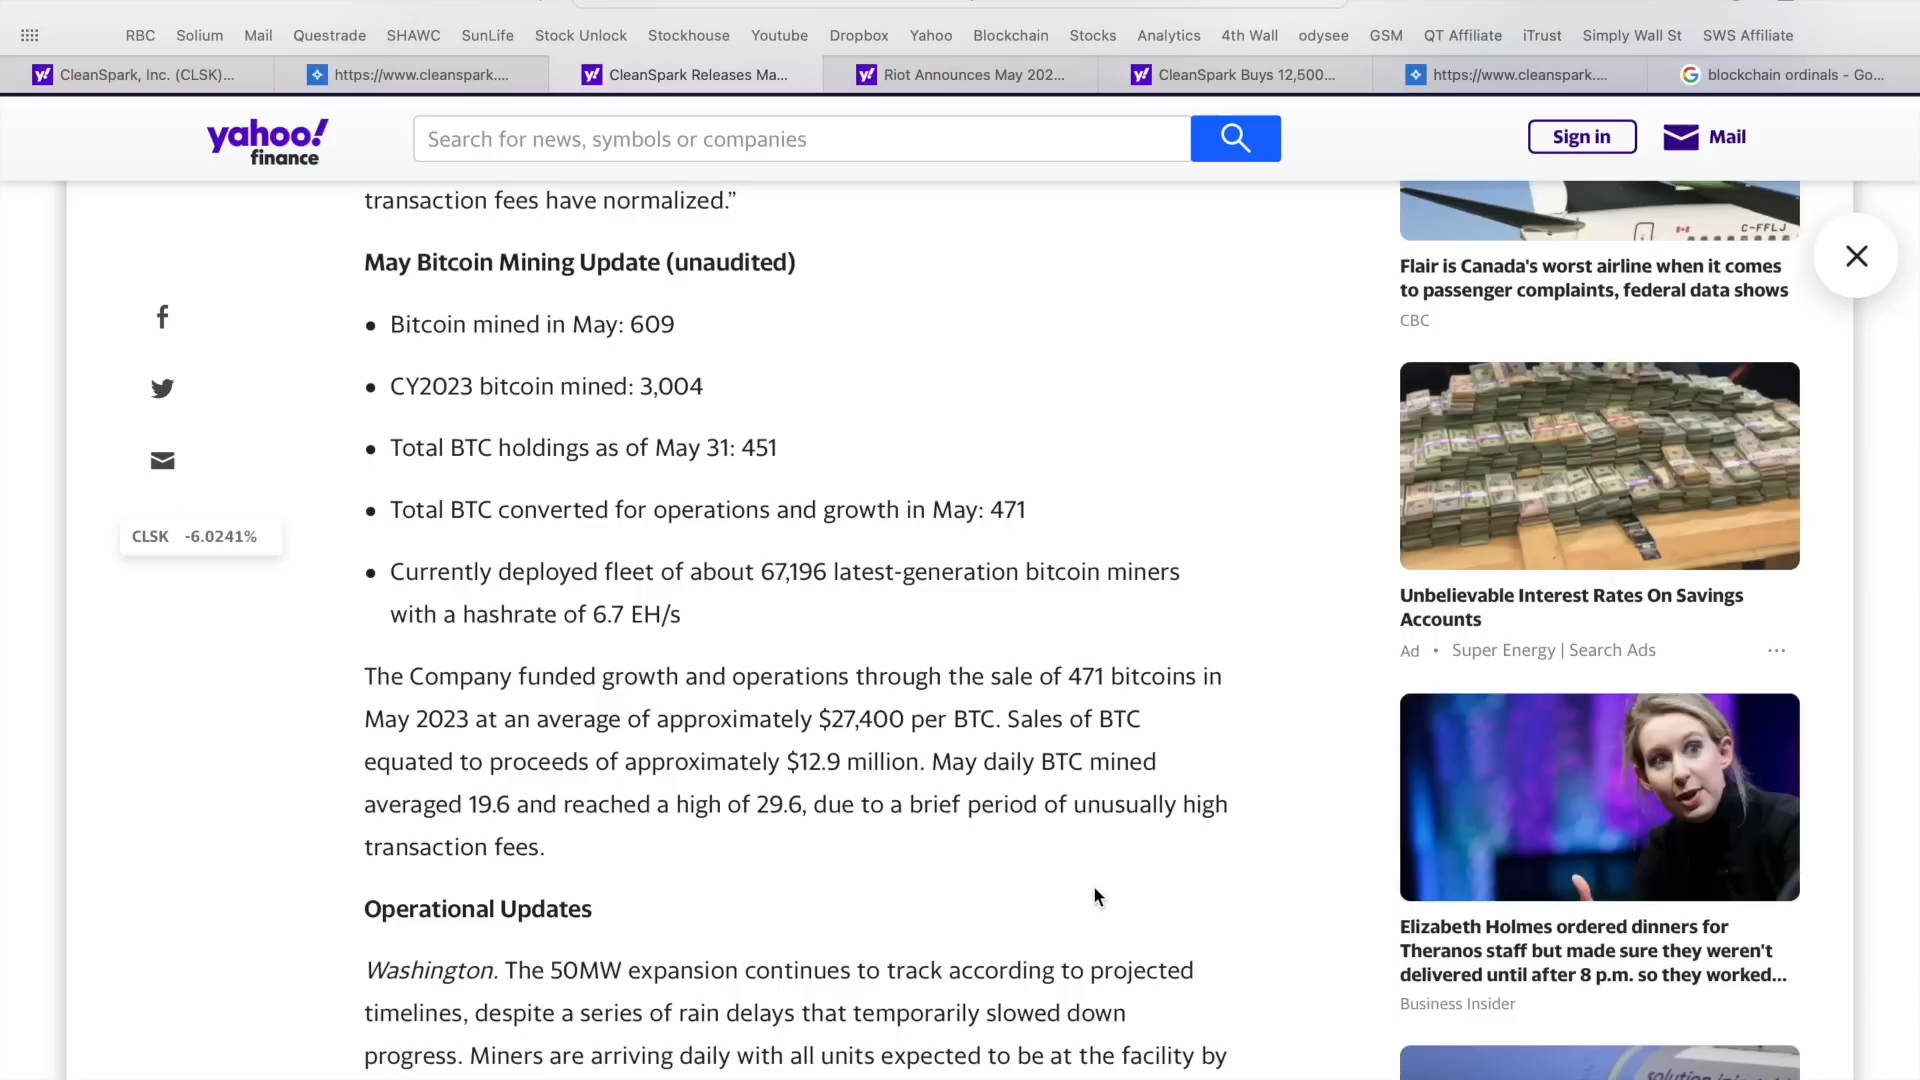 RBC Solium Mail Questrade SHAWC SunLife Stock Unlock Stockhouse Youtube Dropbox Yahoo Blockchain Stocks Analytics 4th Wall odysee GSM QT Affiliate iTrust Simply Wall St SWS Affiliate
CleanSpark, Inc. (CLSK)... https://www.cleanspark.... CleanSpark Releases Ma... Riot Announces May 202... CleanSpark Buys 12,500... https://www.cleanspark.... blockchain ordinals - Go...
yahoo!
finance
Search for news, symbols or companies
Sign in
Mail
transaction fees have normalized.”
May Bitcoin Mining Update (unaudited)
• Bitcoin mined in May: 609
• CY2023 bitcoin mined: 3,004
• Total BTC holdings as of May 31: 451
• Total BTC converted for operations and growth in May: 471
• Currently deployed fleet of about 67,196 latest-generation bitcoin miners
with a hashrate of 6.7 EH/s
The Company funded growth and operations through the sale of 471 bitcoins in
May 2023 at an average of approximately $27,400 per BTC. Sales of BTC
equated to proceeds of approximately $12.9 million. May daily BTC mined
averaged 19.6 and reached a high of 29.6, due to a brief period of unusually high
transaction fees.
Operational Updates
Washington. The 50MW expansion continues to track according to projected
timelines, despite a series of rain delays that temporarily slowed down
progress. Miners are arriving daily with all units expected to be at the facility by
CLSK -6.0241%
C-FFLJ
Flair is Canada's worst airline when it comes
to passenger complaints, federal data shows
CBC
Unbelievable Interest Rates On Savings
Accounts
Ad • Super Energy | Search Ads
Elizabeth Holmes ordered dinners for
Theranos staff but made sure they weren't
delivered until after 8 p.m. so they worked...
Business Insider